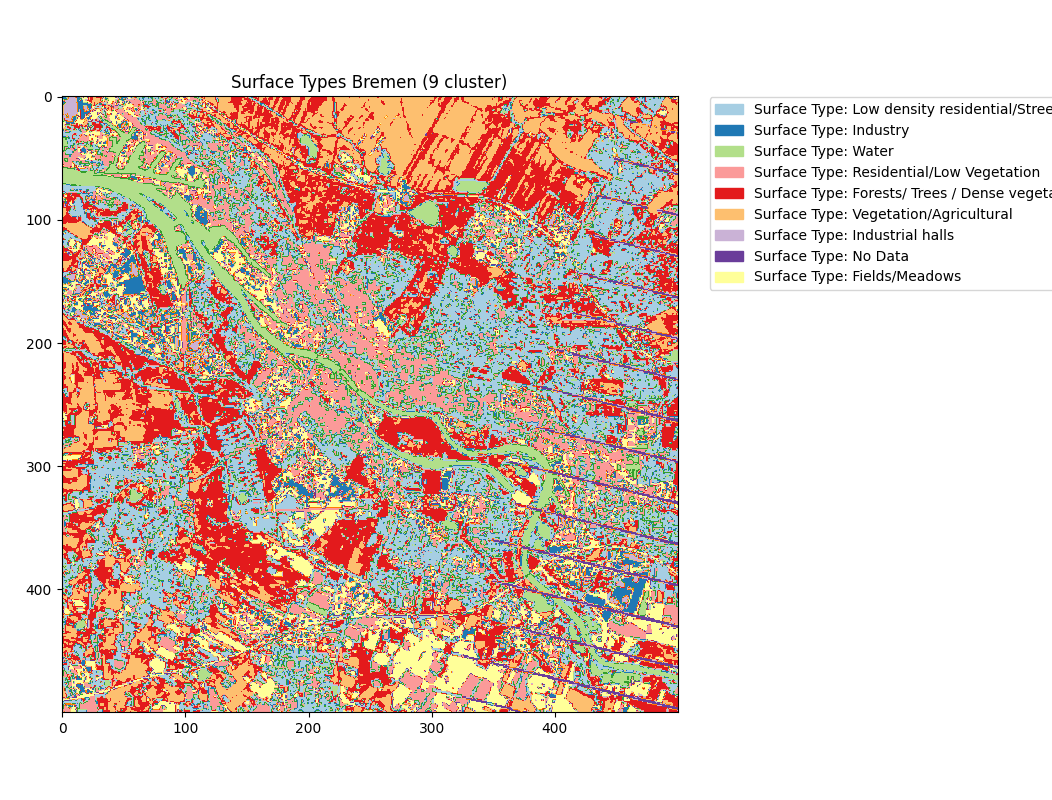 Surface Types Bremen (9 cluster)
0
100
200
300
400
0
100
200
300
400
Surface Type: Low density residential/Stree
Surface Type: Industry
Surface Type: Water
Surface Type: Residential/Low Vegetation
Surface Type: Forests/ Trees / Dense vegeta
Surface Type: Vegetation/Agricultural
Surface Type: Industrial halls
Surface Type: No Data
Surface Type: Fields/Meadows